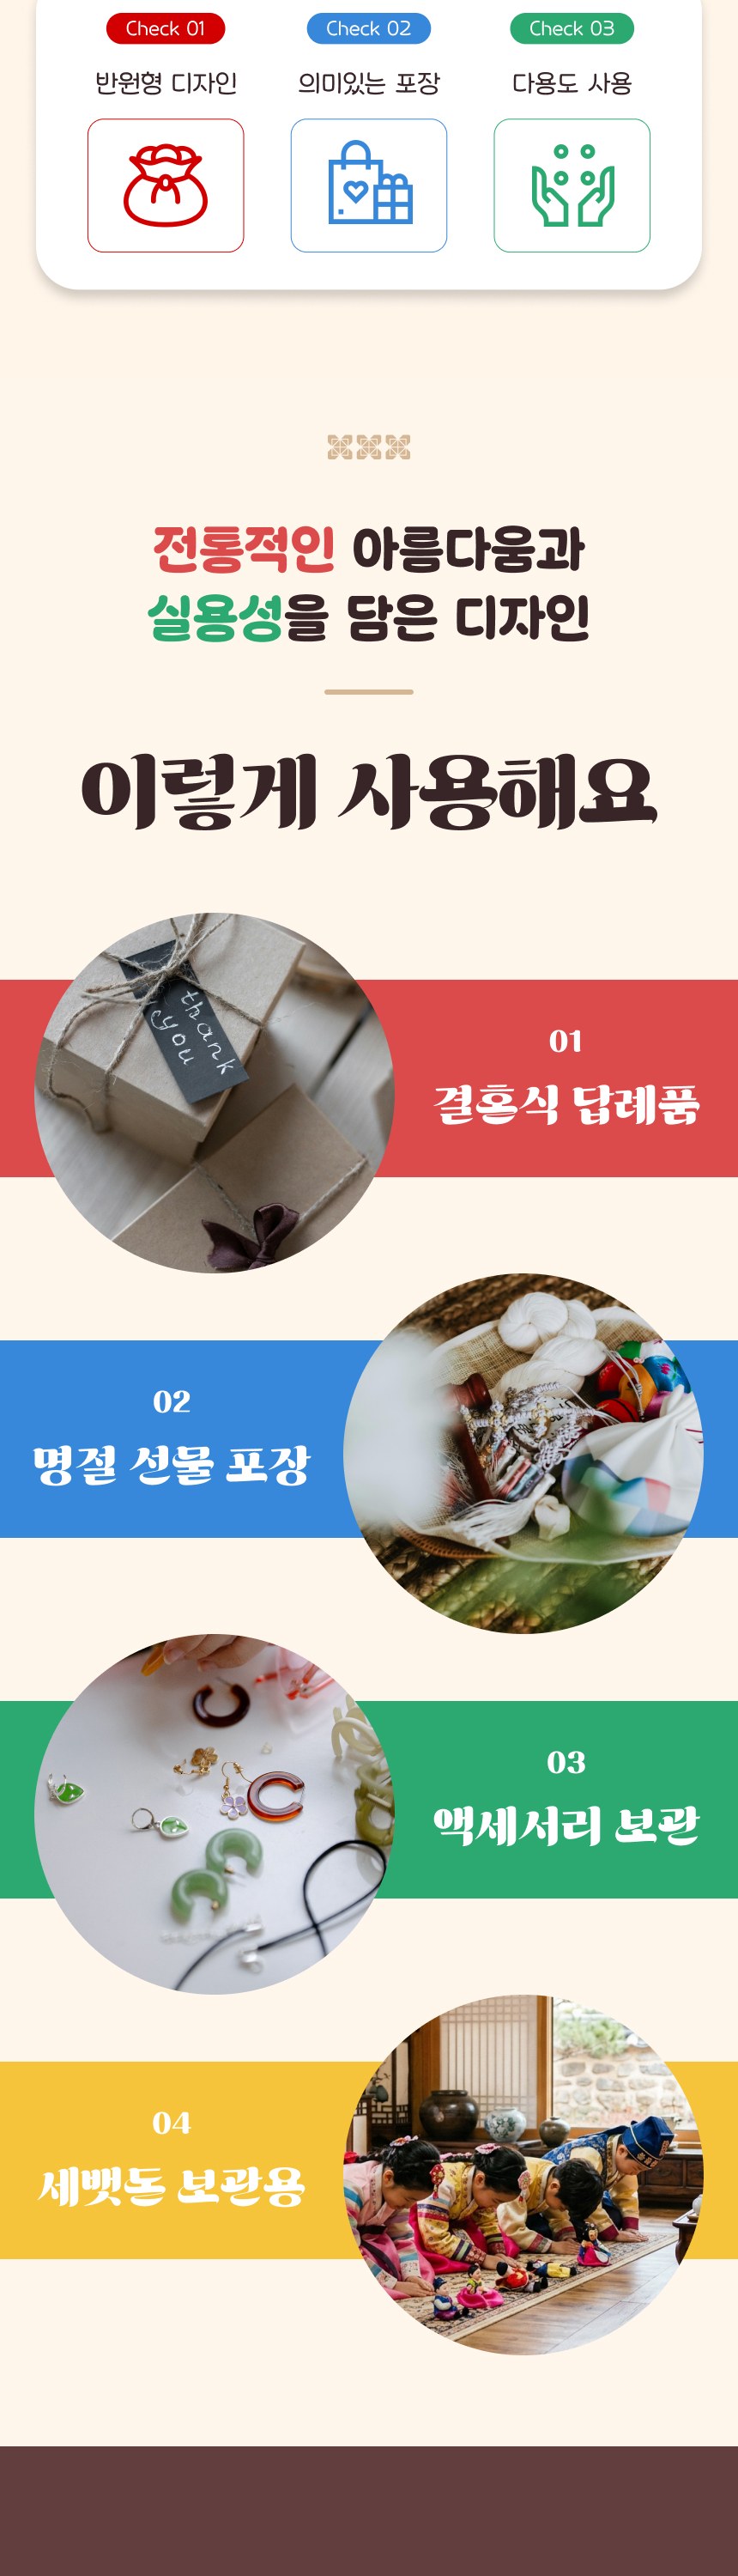 Check 01
Check 02
Check 03
반원형 디자인
의미있는 포장
다용도 사용
전통적인 아름다움과
실용성을 담은 디자인
이렇게 사용해요
thank
you
01
결혼식 답례품
02
명절 선물 포장
03
액세서리 보관
04
세뱃돈 보관용